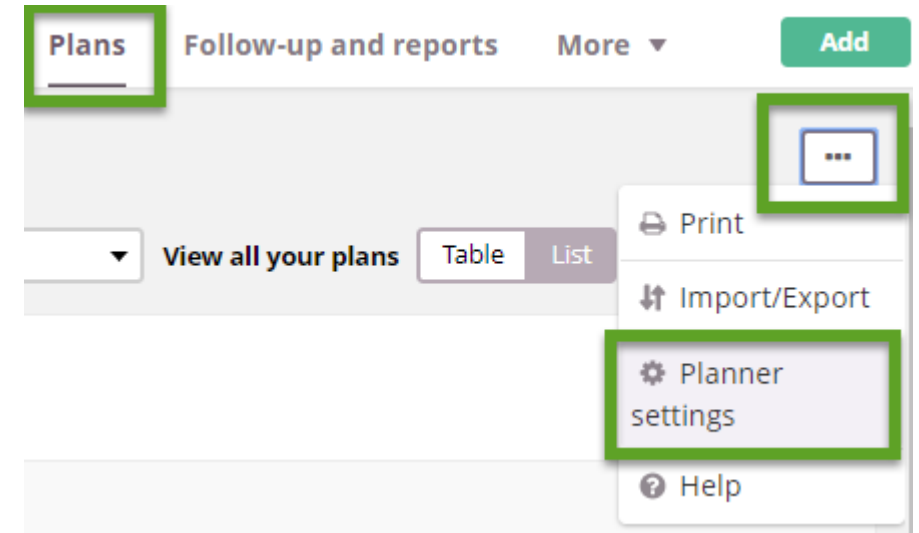 Plans Follow-up and reports More ▼ Add
•••
Print
View all your plans Table List
Import/Export
Planner
settings
Help